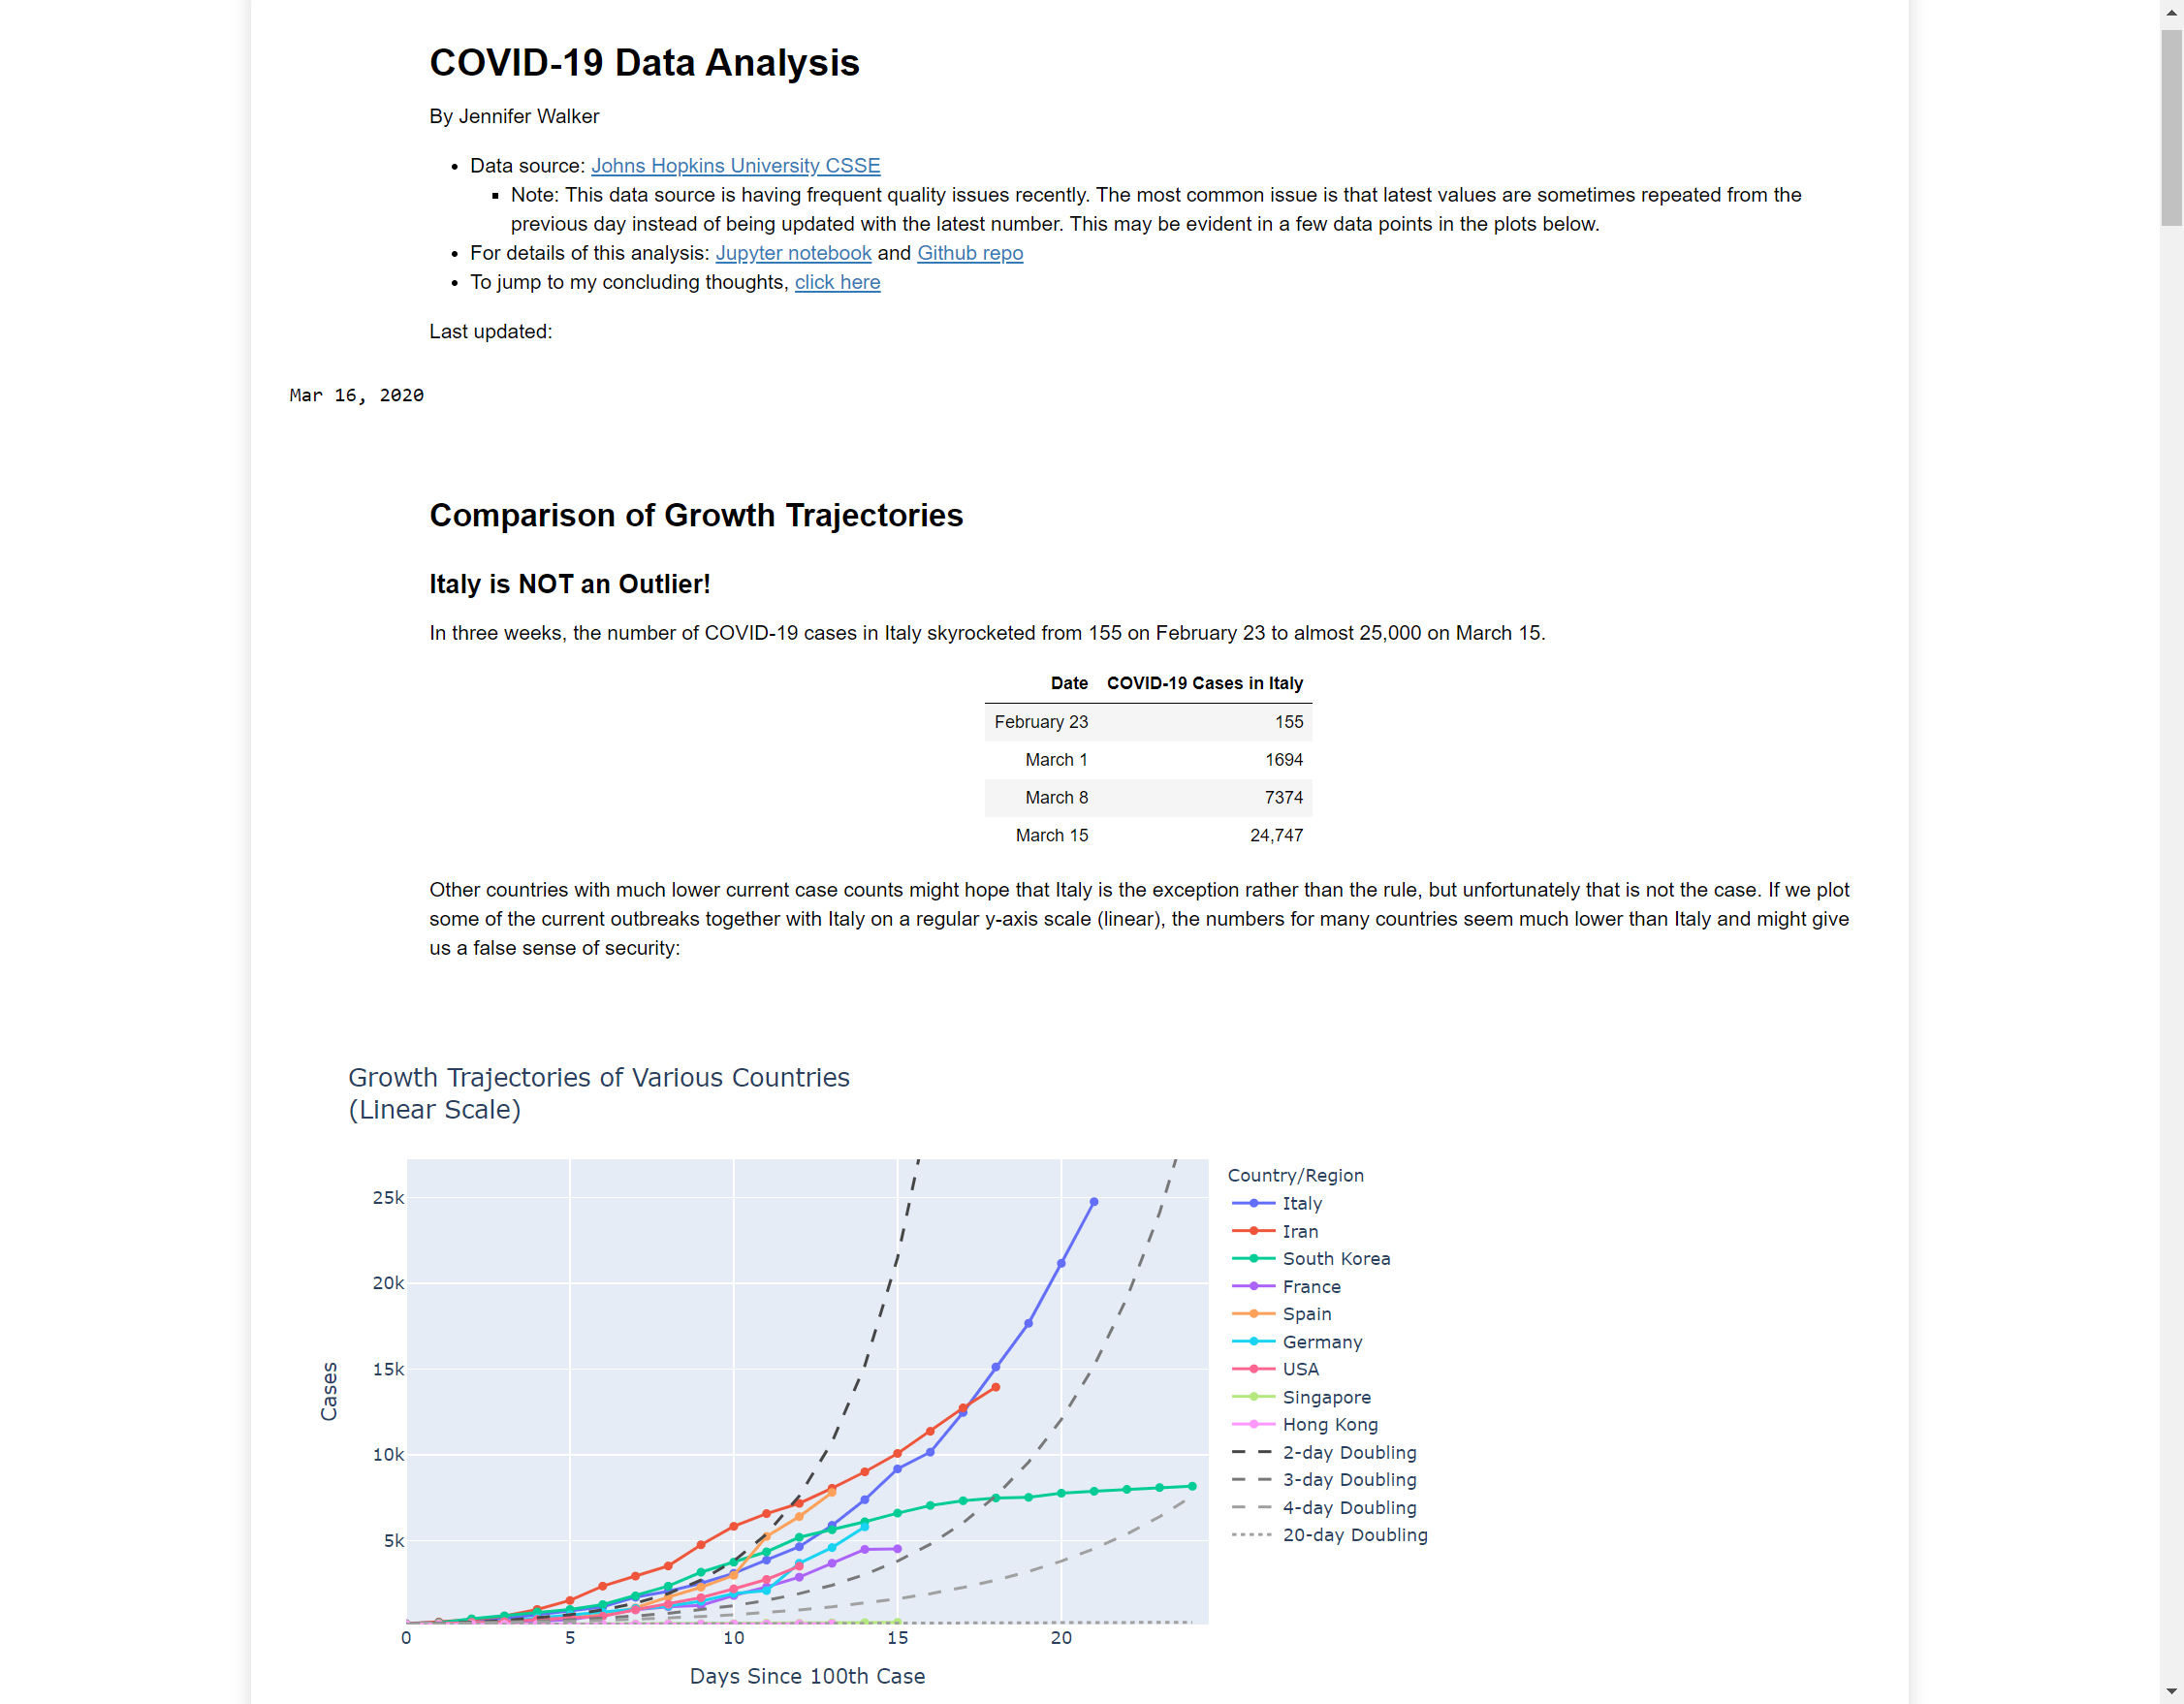 COVID-19 Data Analysis
By Jennifer Walker
• Data source: Johns Hopkins University CSSE
▪ Note: This data source is having frequent quality issues recently. The most common issue is that latest values are sometimes repeated from the
previous day instead of being updated with the latest number. This may be evident in a few data points in the plots below.
• For details of this analysis: Jupyter notebook and Github repo
• To jump to my concluding thoughts, click here
Last updated:
Mar 16, 2020
Comparison of Growth Trajectories
Italy is NOT an Outlier!
In three weeks, the number of COVID-19 cases in Italy skyrocketed from 155 on February 23 to almost 25,000 on March 15.
Date COVID-19 Cases in Italy
February 23 155
March 1 1694
March 8 7374
March 15 24,747
Other countries with much lower current case counts might hope that Italy is the exception rather than the rule, but unfortunately that is not the case. If we plot
some of the current outbreaks together with Italy on a regular y-axis scale (linear), the numbers for many countries seem much lower than Italy and might give
us a false sense of security:
Growth Trajectories of Various Countries
(Linear Scale)
Cases
25k
20k
15k
10k
5k
0 5 10 15 20
Days Since 100th Case
Country/Region
Italy
Iran
South Korea
France
Spain
Germany
USA
Singapore
Hong Kong
2-day Doubling
3-day Doubling
4-day Doubling
20-day Doubling